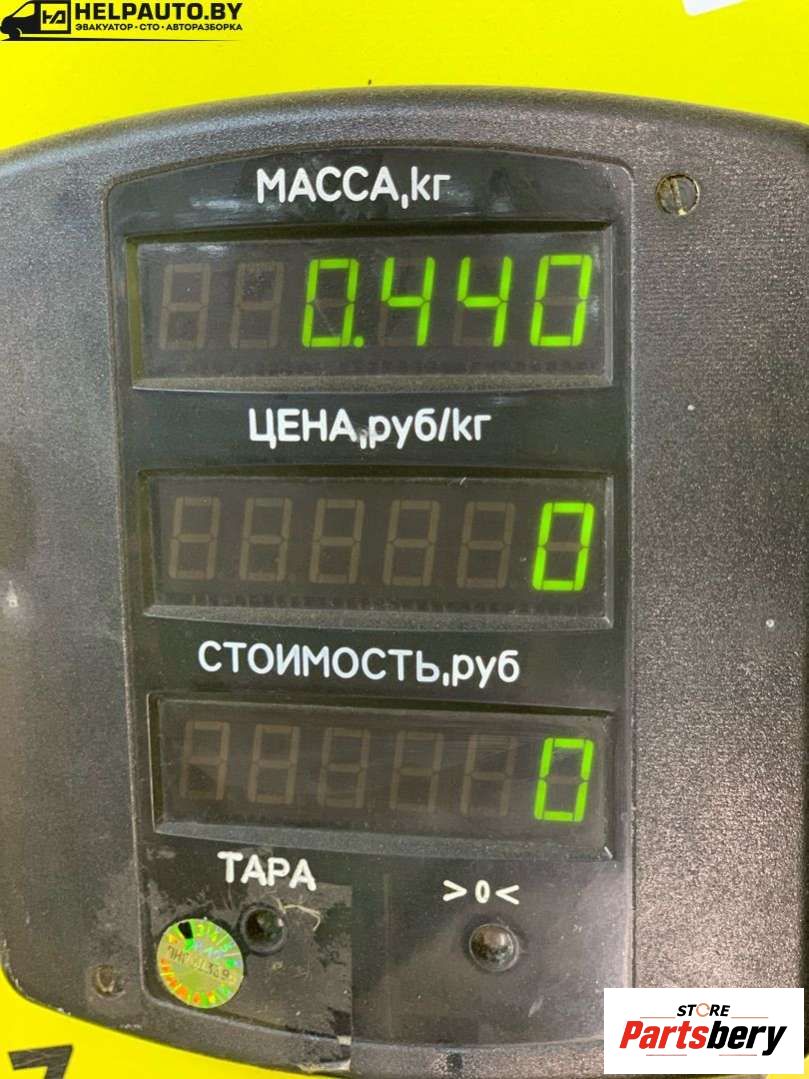 HELPAUTO.BY
ЭВАКУАТОР • СТО • АВТОРАЗБОРКА
МАССА,кг
0.440
ЦЕНА,руб/кг
0
СТОИМОСТЬ,руб
0
ТАРА
>0<
STORE
Partsbery